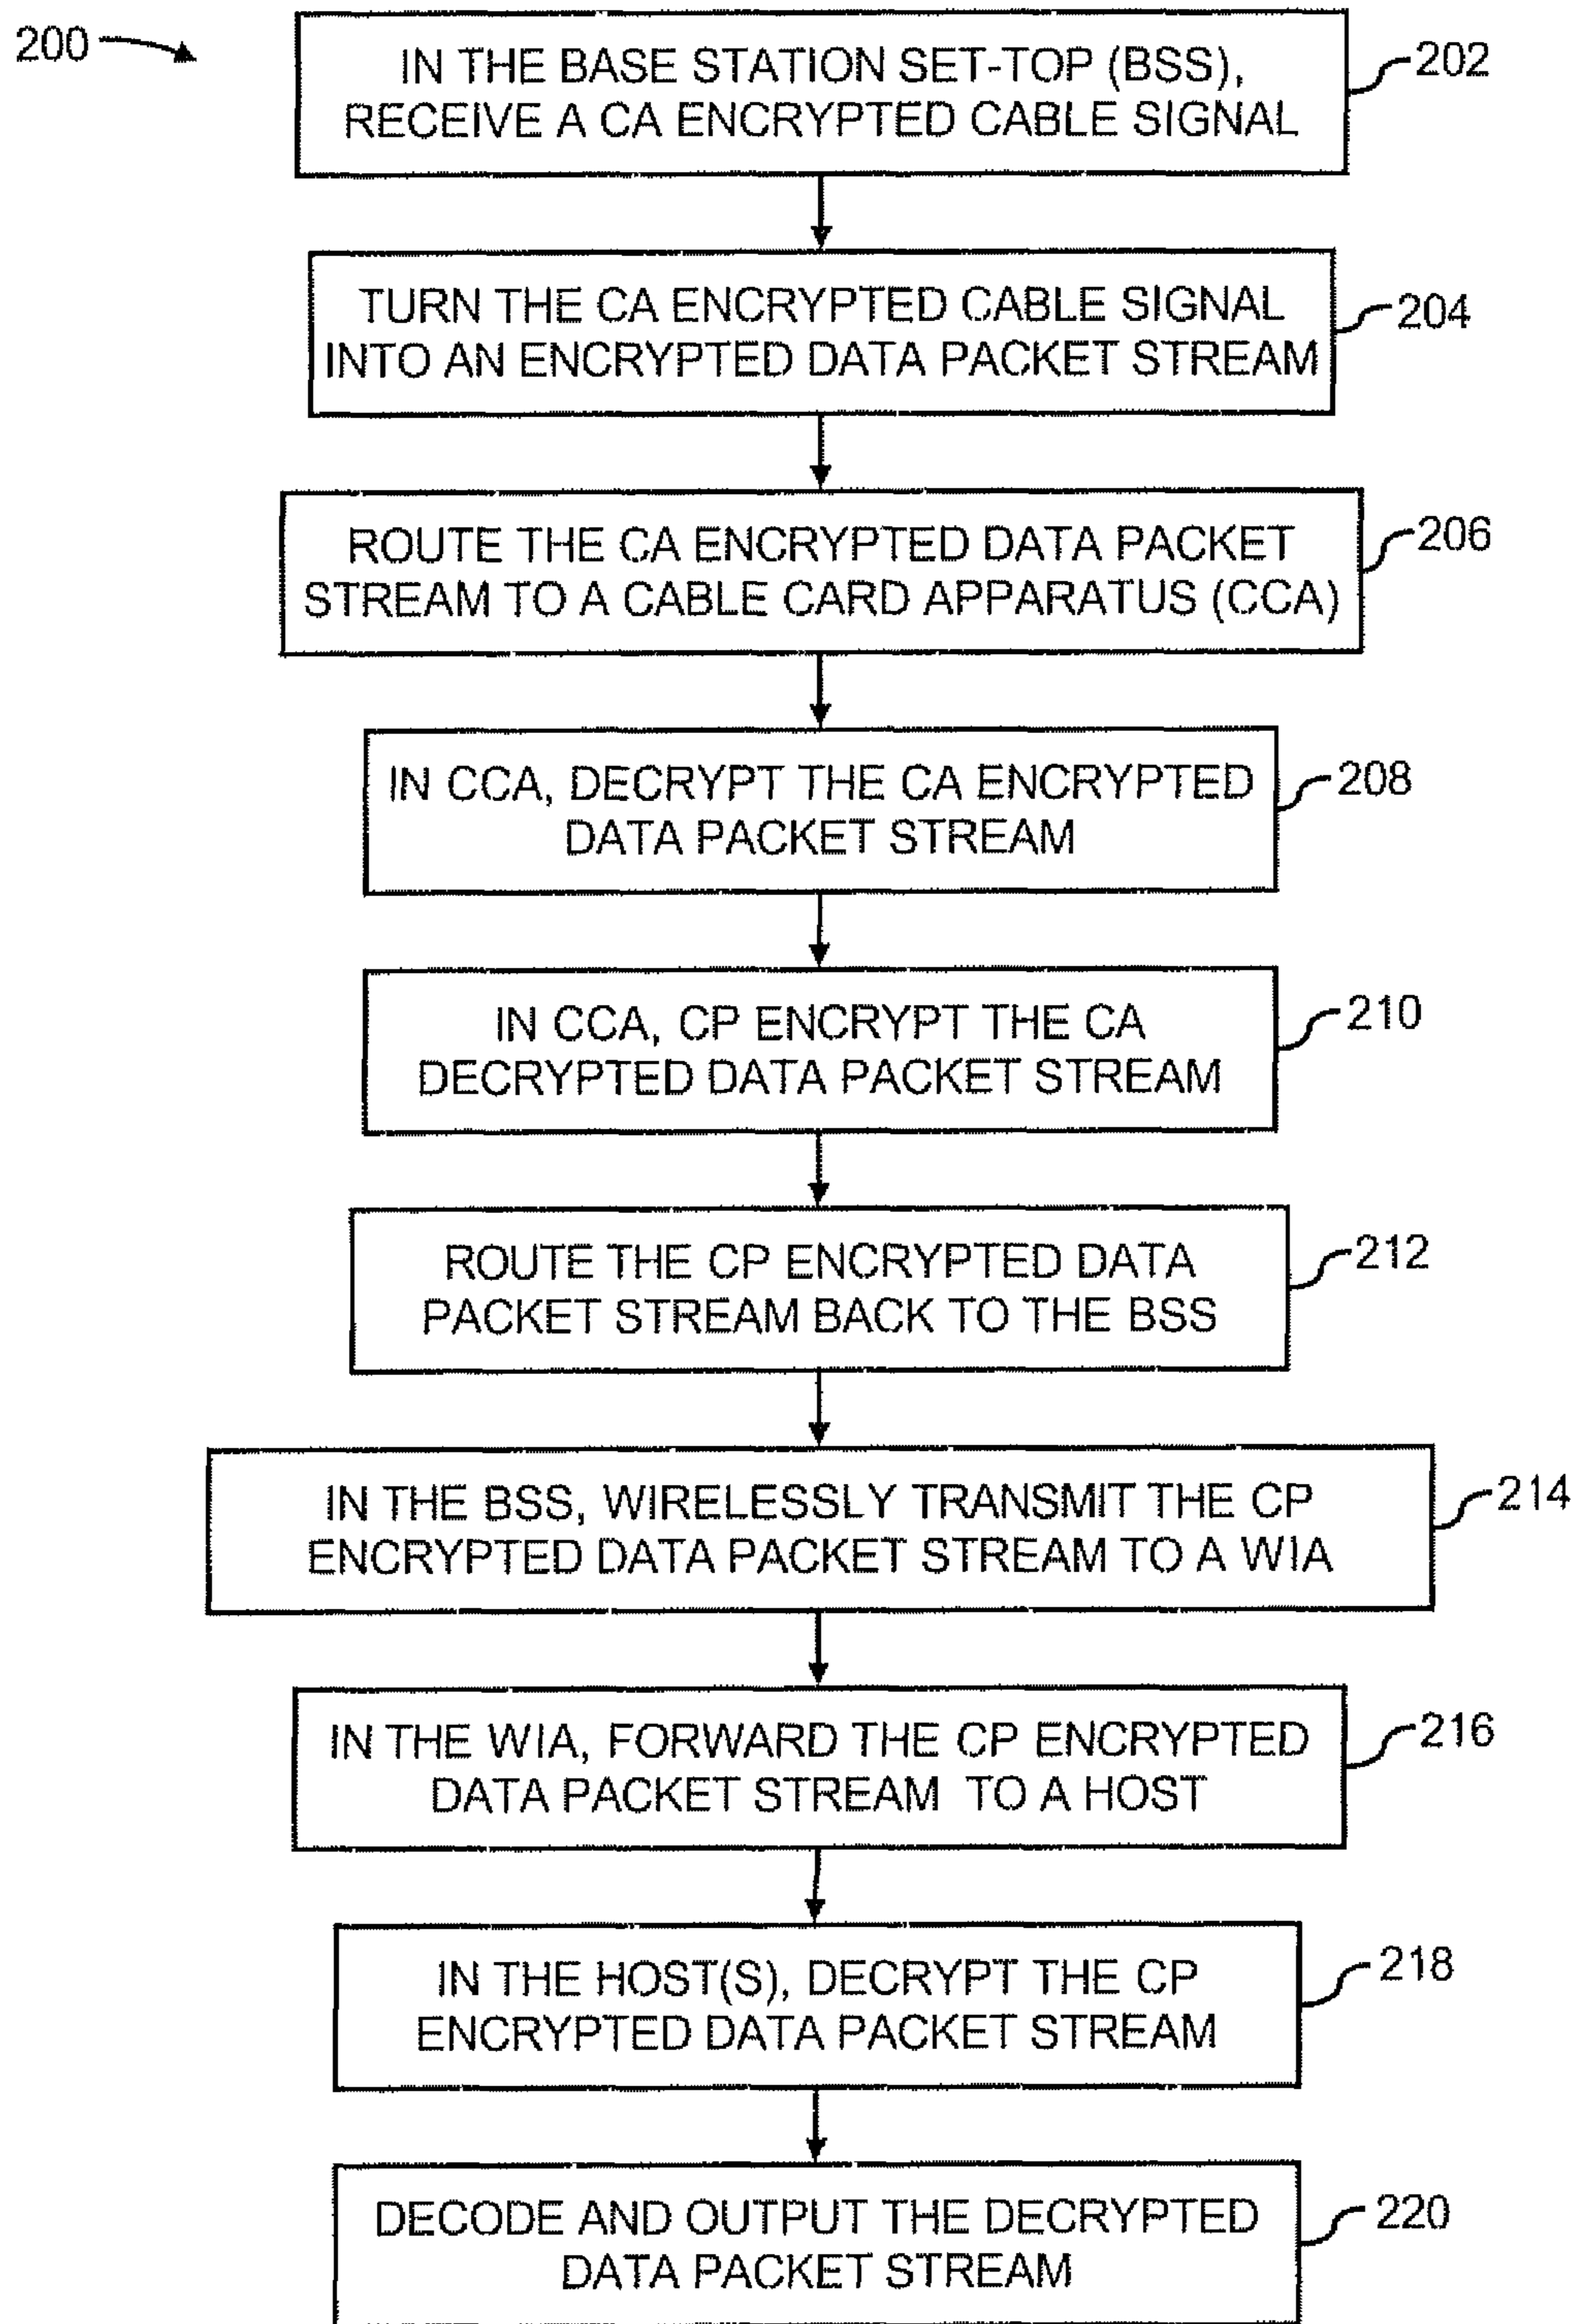 200
IN THE BASE STATION SET-TOP (BSS),
RECEIVE A CA ENCRYPTED CABLE SIGNAL
202
TURN THE CA ENCRYPTED CABLE SIGNAL
INTO AN ENCRYPTED DATA PACKET STREAM
204
ROUTE THE CA ENCRYPTED DATA PACKET
STREAM TO A CABLE CARD APPARATUS (CCA)
206
IN CCA, DECRYPT THE CA ENCRYPTED
DATA PACKET STREAM
208
IN CCA, CP ENCRYPT THE CA
DECRYPTED DATA PACKET STREAM
210
ROUTE THE CP ENCRYPTED DATA
PACKET STREAM BACK TO THE BSS
212
IN THE BSS, WIRELESSLY TRANSMIT THE CP
ENCRYPTED DATA PACKET STREAM TO A WIA
214
IN THE WIA, FORWARD THE CP ENCRYPTED
DATA PACKET STREAM TO A HOST
216
IN THE HOST(S), DECRYPT THE CP
ENCRYPTED DATA PACKET STREAM
218
DECODE AND OUTPUT THE DECRYPTED
DATA PACKET STREAM
220